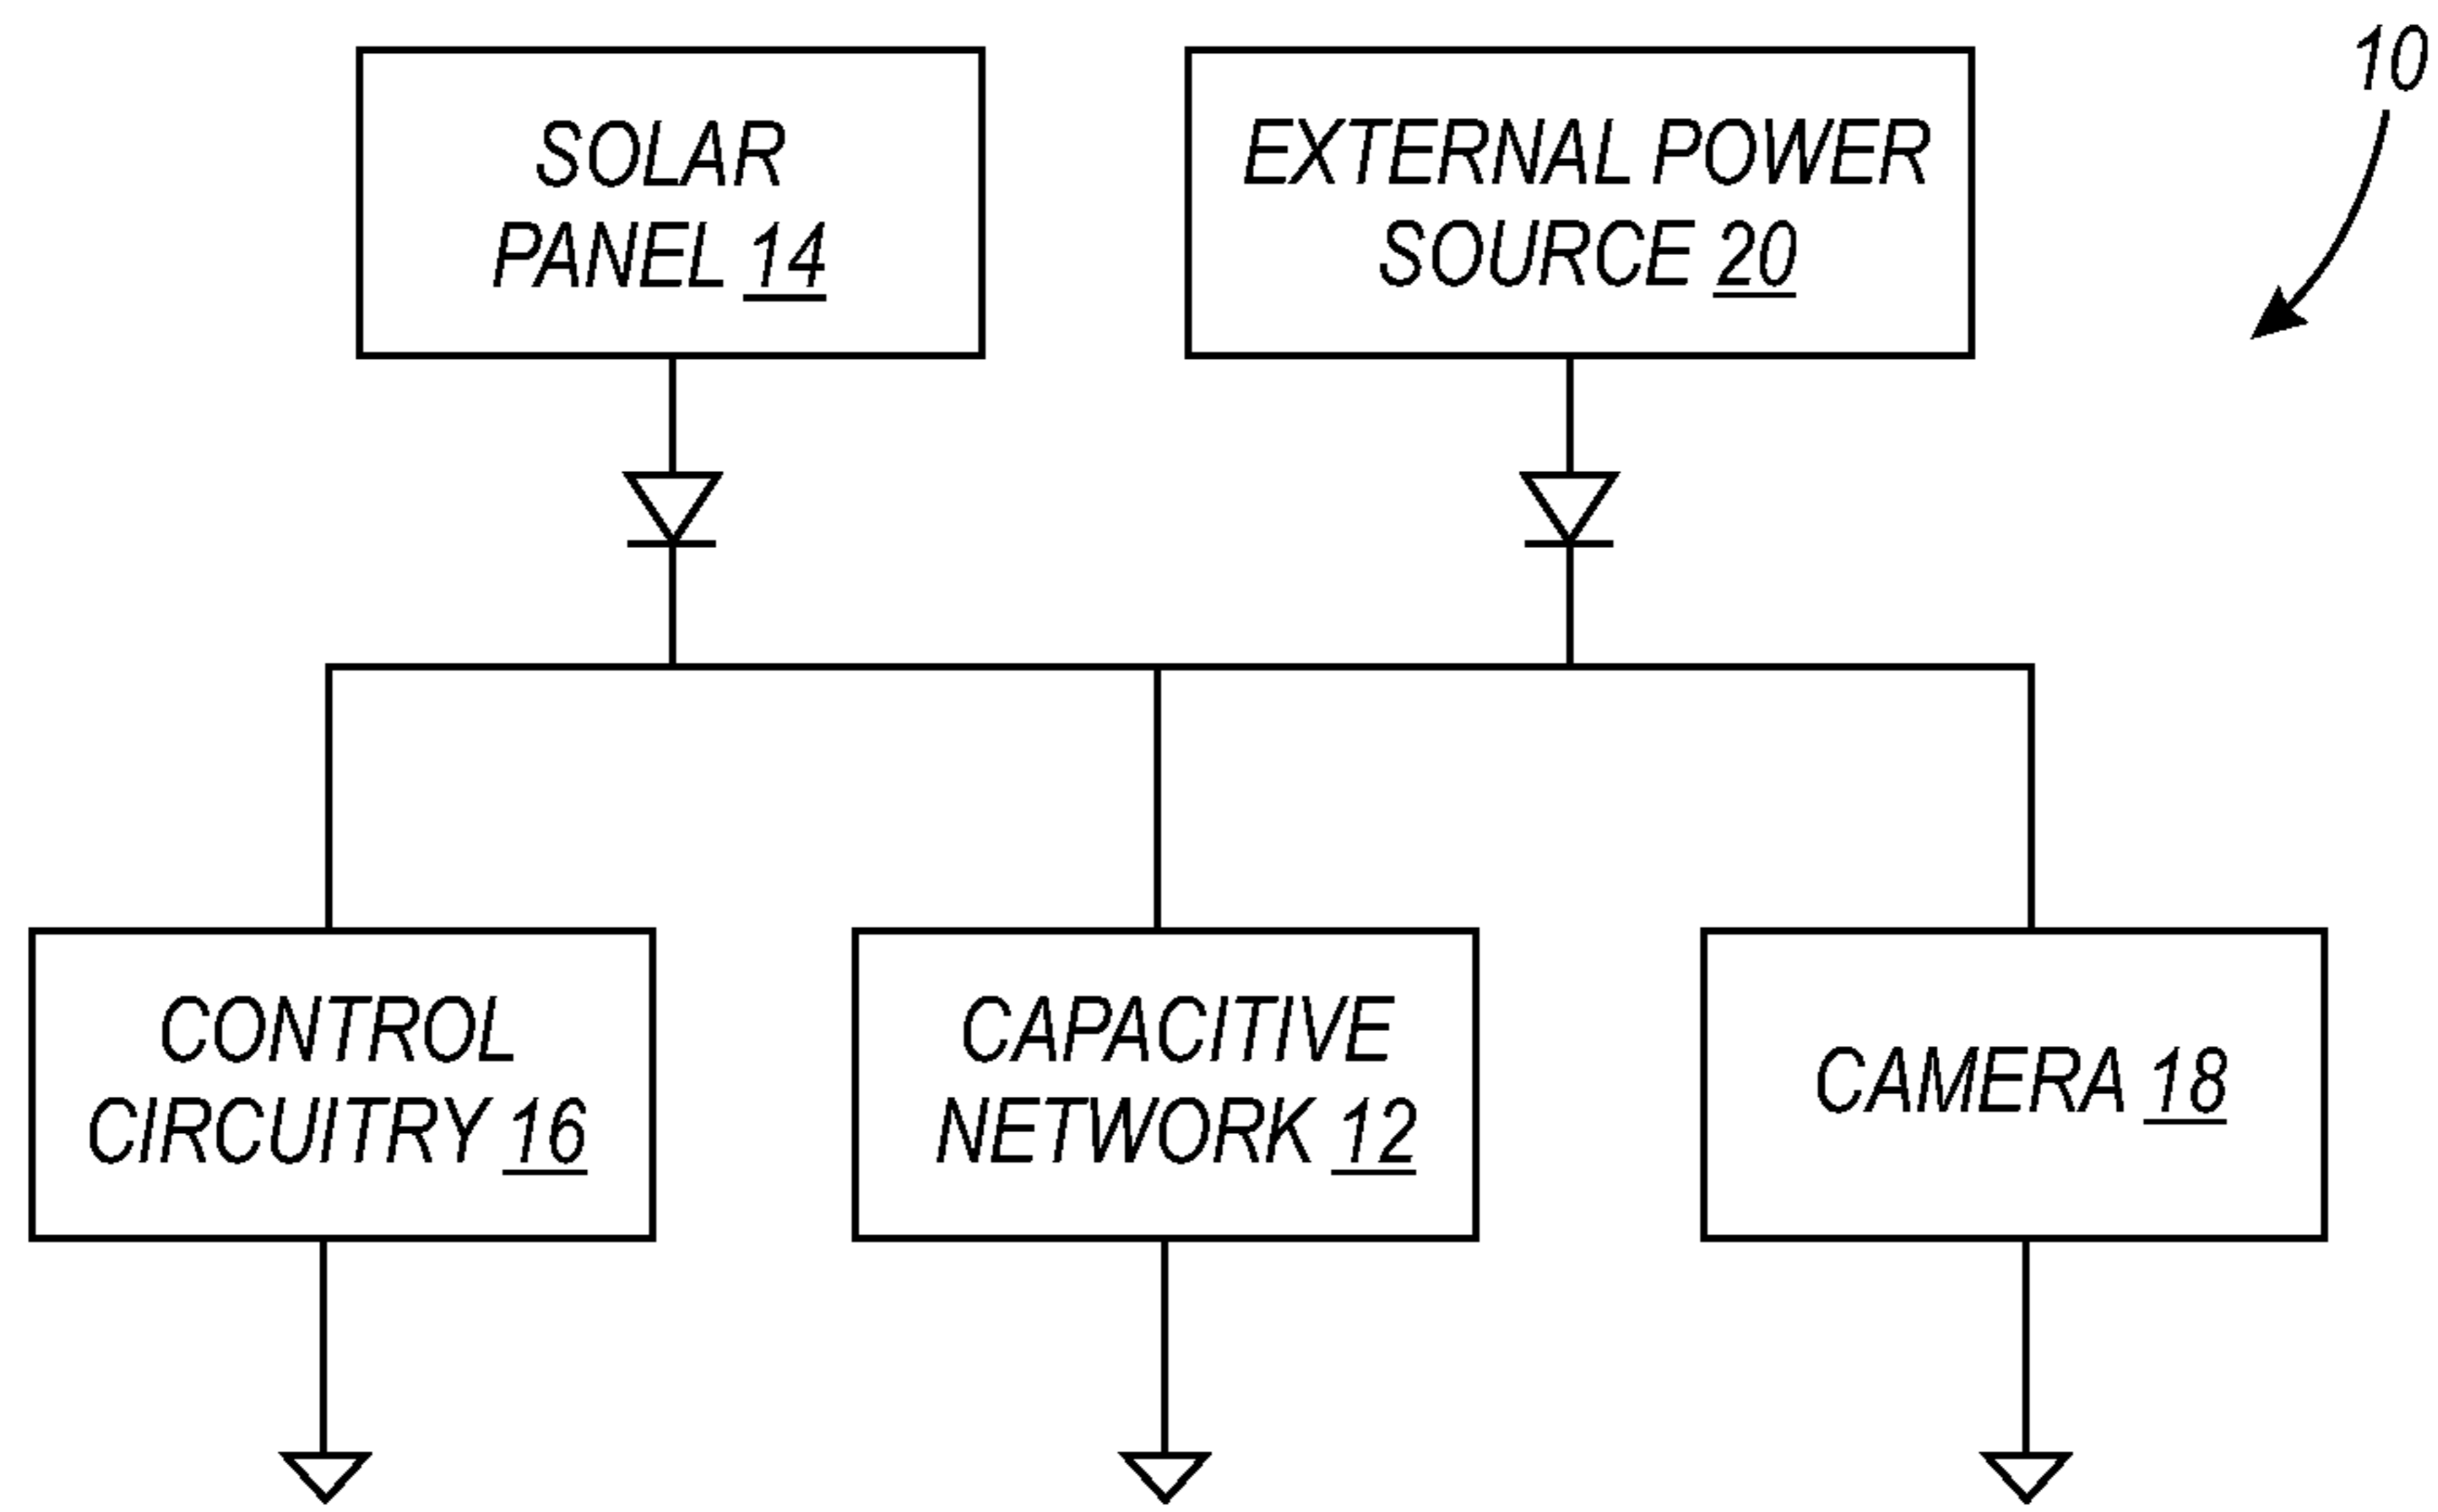 10
SOLAR
PANEL 14
EXTERNAL POWER
SOURCE 20
CONTROL
CIRCUITRY 16
CAPACITIVE
NETWORK 12
CAMERA 18